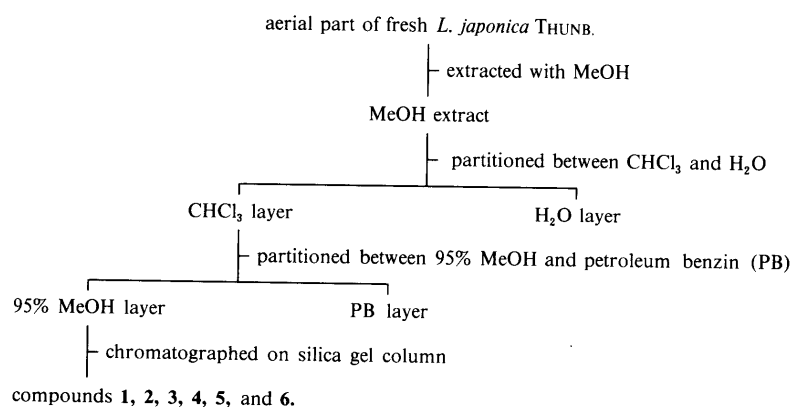 aerial part of fresh L. japonica THUNB.
extracted with MeOH
MeOH extract
partitioned between CHCl₃ and H₂O
CHCl₃ layer H₂O layer
partitioned between 95% MeOH and petroleum benzin (PB)
95% MeOH layer PB layer
chromatographed on silica gel column
compounds 1, 2, 3, 4, 5, and 6.